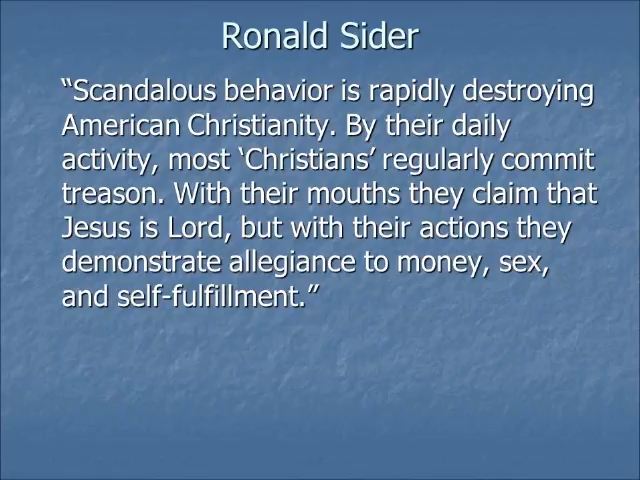 Ronald Sider
“Scandalous behavior is rapidly destroying
American Christianity. By their daily
activity, most ‘Christians’ regularly commit
treason. With their mouths they claim that
Jesus is Lord, but with their actions they
demonstrate allegiance to money, sex,
and self-fulfillment.”